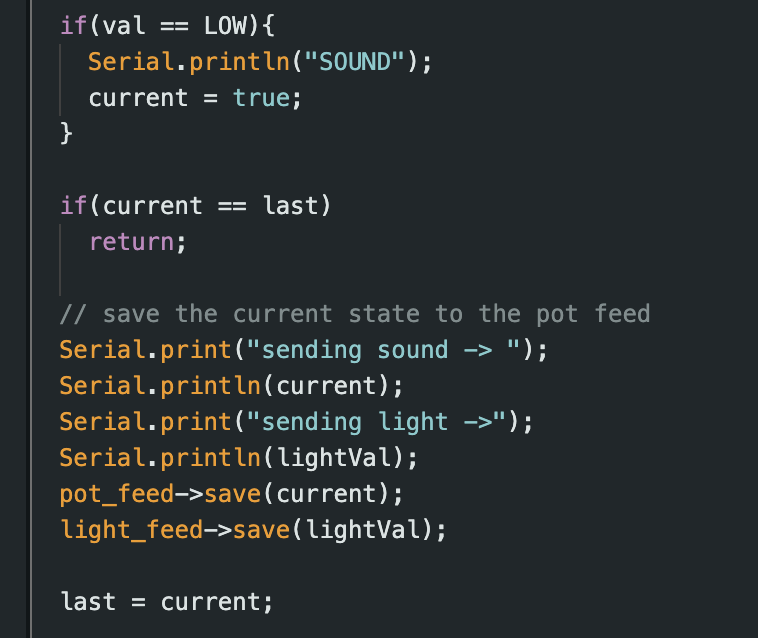 if(val == LOW){
Serial.println("SOUND");
current = true;
}
if(current == last)
return;
// save the current state to the pot feed
Serial.print("sending sound -> ");
Serial.println(current);
Serial.print("sending light ->");
Serial.println(lightVal);
pot_feed->save(current);
light_feed->save(lightVal);
last = current;